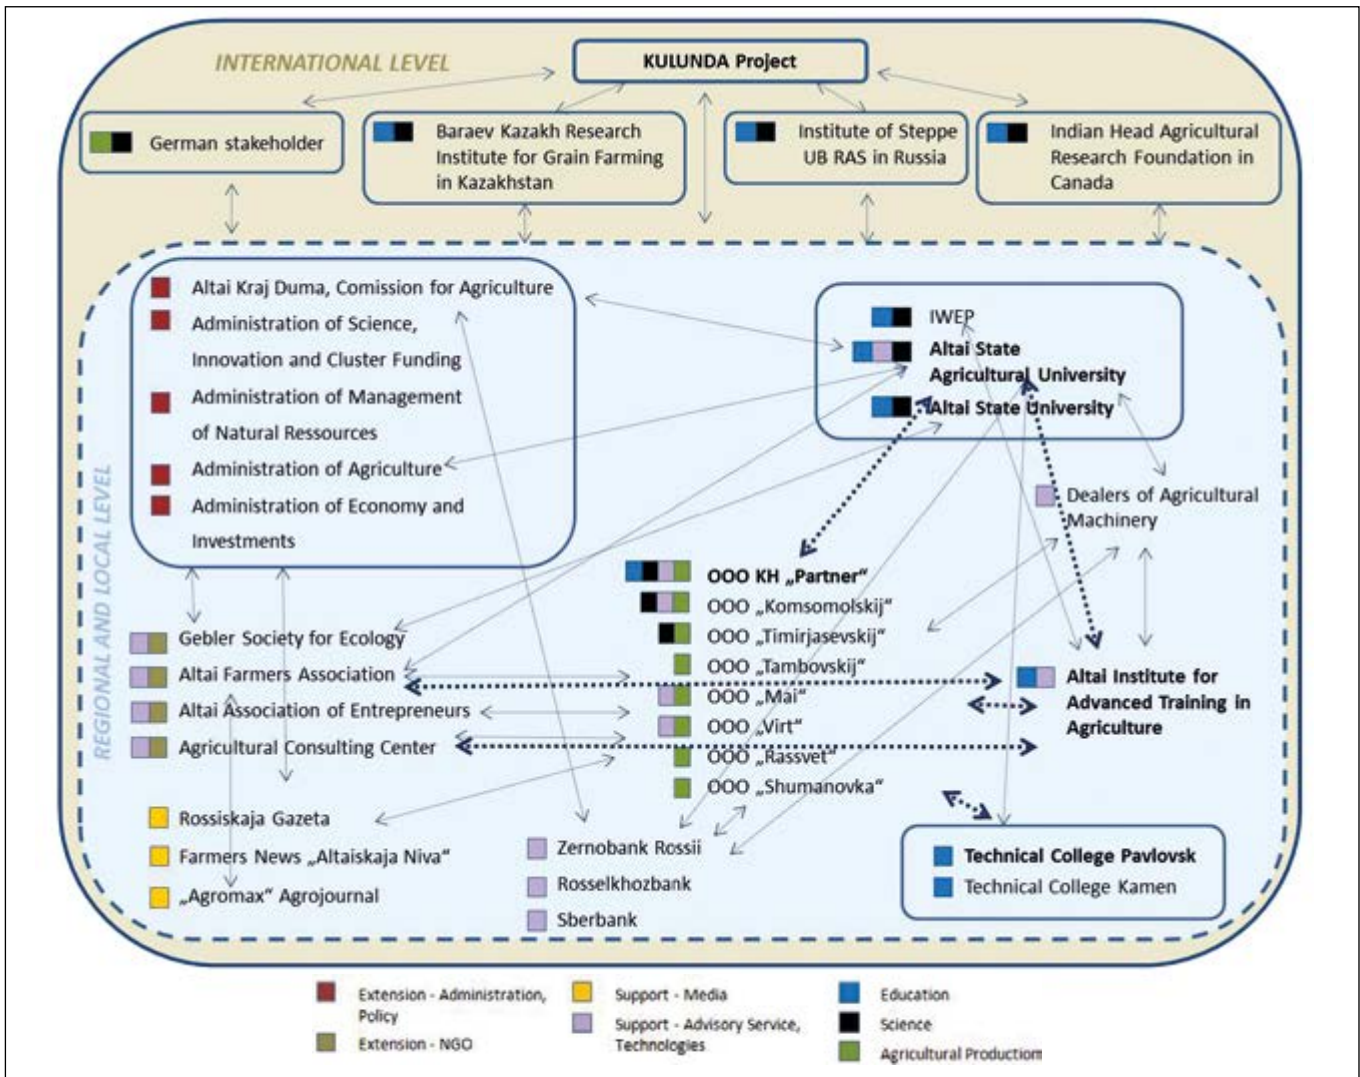 INTERNATIONAL LEVEL
KULUNDA Project
German stakeholder
Baraev Kazakh Research
Institute for Grain Farming
in Kazakhstan
Institute of Steppe
UB RAS in Russia
Indian Head Agricultural
Research Foundation in
Canada
REGIONAL AND LOCAL LEVEL
Altai Kraj Duma, Comission for Agriculture
Administration of Science,
Innovation and Cluster Funding
Administration of Management
of Natural Ressources
Administration of Agriculture
Administration of Economy and
Investments
IWEP
Altai State
Agricultural University
Altai State University
Dealers of Agricultural
Machinery
OOO KH „Partner“
OOO „Komsomolskij“
OOO „Timirjasevskij“
OOO „Tambovskij“
OOO „Mai“
OOO „Virt“
OOO „Rassvet“
OOO „Shumanovka“
Gebler Society for Ecology
Altai Farmers Association
Altai Association of Entrepreneurs
Agricultural Consulting Center
Altai Institute for
Advanced Training in
Agriculture
Rossiskaja Gazeta
Farmers News „Altaiskaja Niva“
„Agromax“ Agrojournal
Zernobank Rossii
Rosselkhozbank
Sberbank
Technical College Pavlovsk
Technical College Kamen
Extension - Administration,
Policy
Extension - NGO
Support - Media
Support - Advisory Service,
Technologies
Education
Science
Agricultural Production